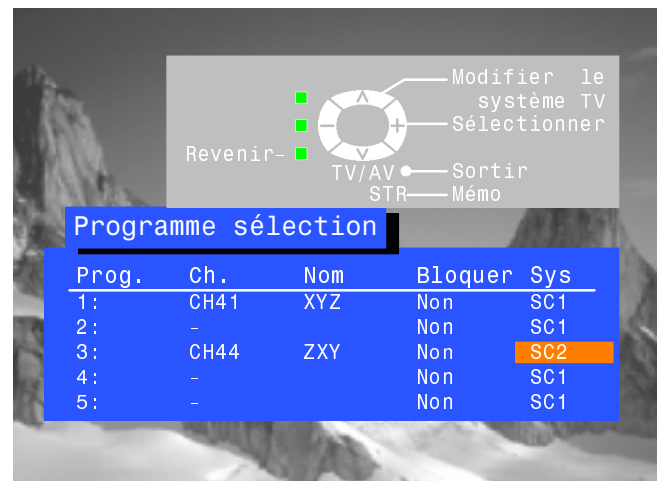 Modifier le
système TV
Sélectionner
Revenir-
TV/AV Sortir
STR Mémo
Programme sélection
Prog. Ch. Nom Bloquer Sys
1: CH41 XYZ Non SC1
2: - Non SC1
3: CH44 ZXY Non SC2
4: - Non SC1
5: - Non SC1